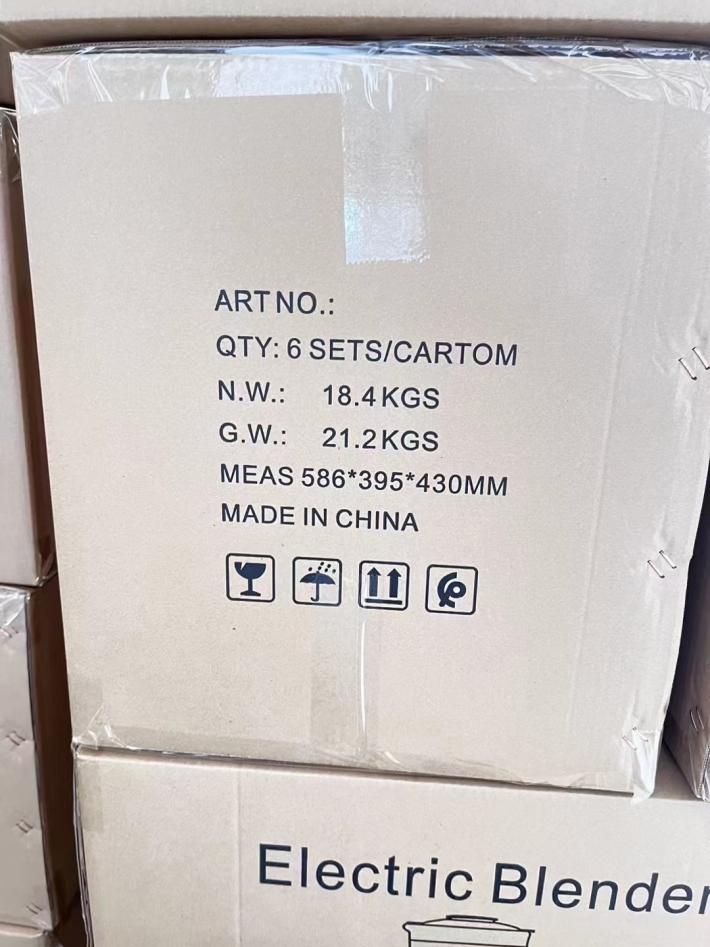 ART NO.:
QTY: 6 SETS/CARTOM
N.W.: 18.4KGS
G.W.: 21.2KGS
MEAS 586*395*430MM
MADE IN CHINA
Electric Blender